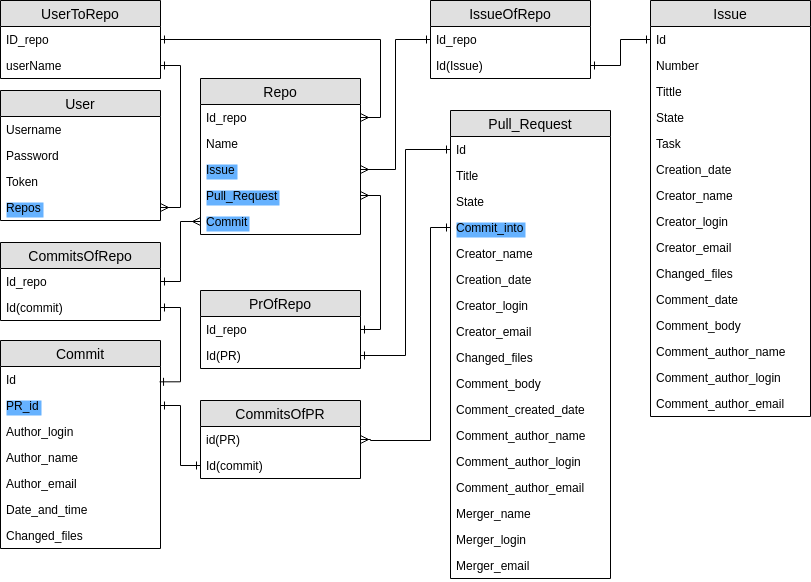 UserToRepo
ID_repo
userName
User
Username
Password
Token
Repos
CommitsOfRepo
Id_repo
Id(commit)
Commit
Id
PR_id
Author_login
Author_name
Author_email
Date_and_time
Changed_files
Repo
Id_repo
Name
Issue
Pull_Request
Commit
PrOfRepo
Id_repo
Id(PR)
CommitsOfPR
id(PR)
Id(commit)
IssueOfRepo
Id_repo
Id(Issue)
Pull_Request
Id
Title
State
Commit_into
Creator_name
Creation_date
Creator_login
Creator_email
Changed_files
Comment_body
Comment_created_date
Comment_author_name
Comment_author_login
Comment_author_email
Merger_name
Merger_login
Merger_email
Issue
Id
Number
Tittle
State
Task
Creation_date
Creator_name
Creator_login
Creator_email
Changed_files
Comment_date
Comment_body
Comment_author_name
Comment_author_login
Comment_author_email